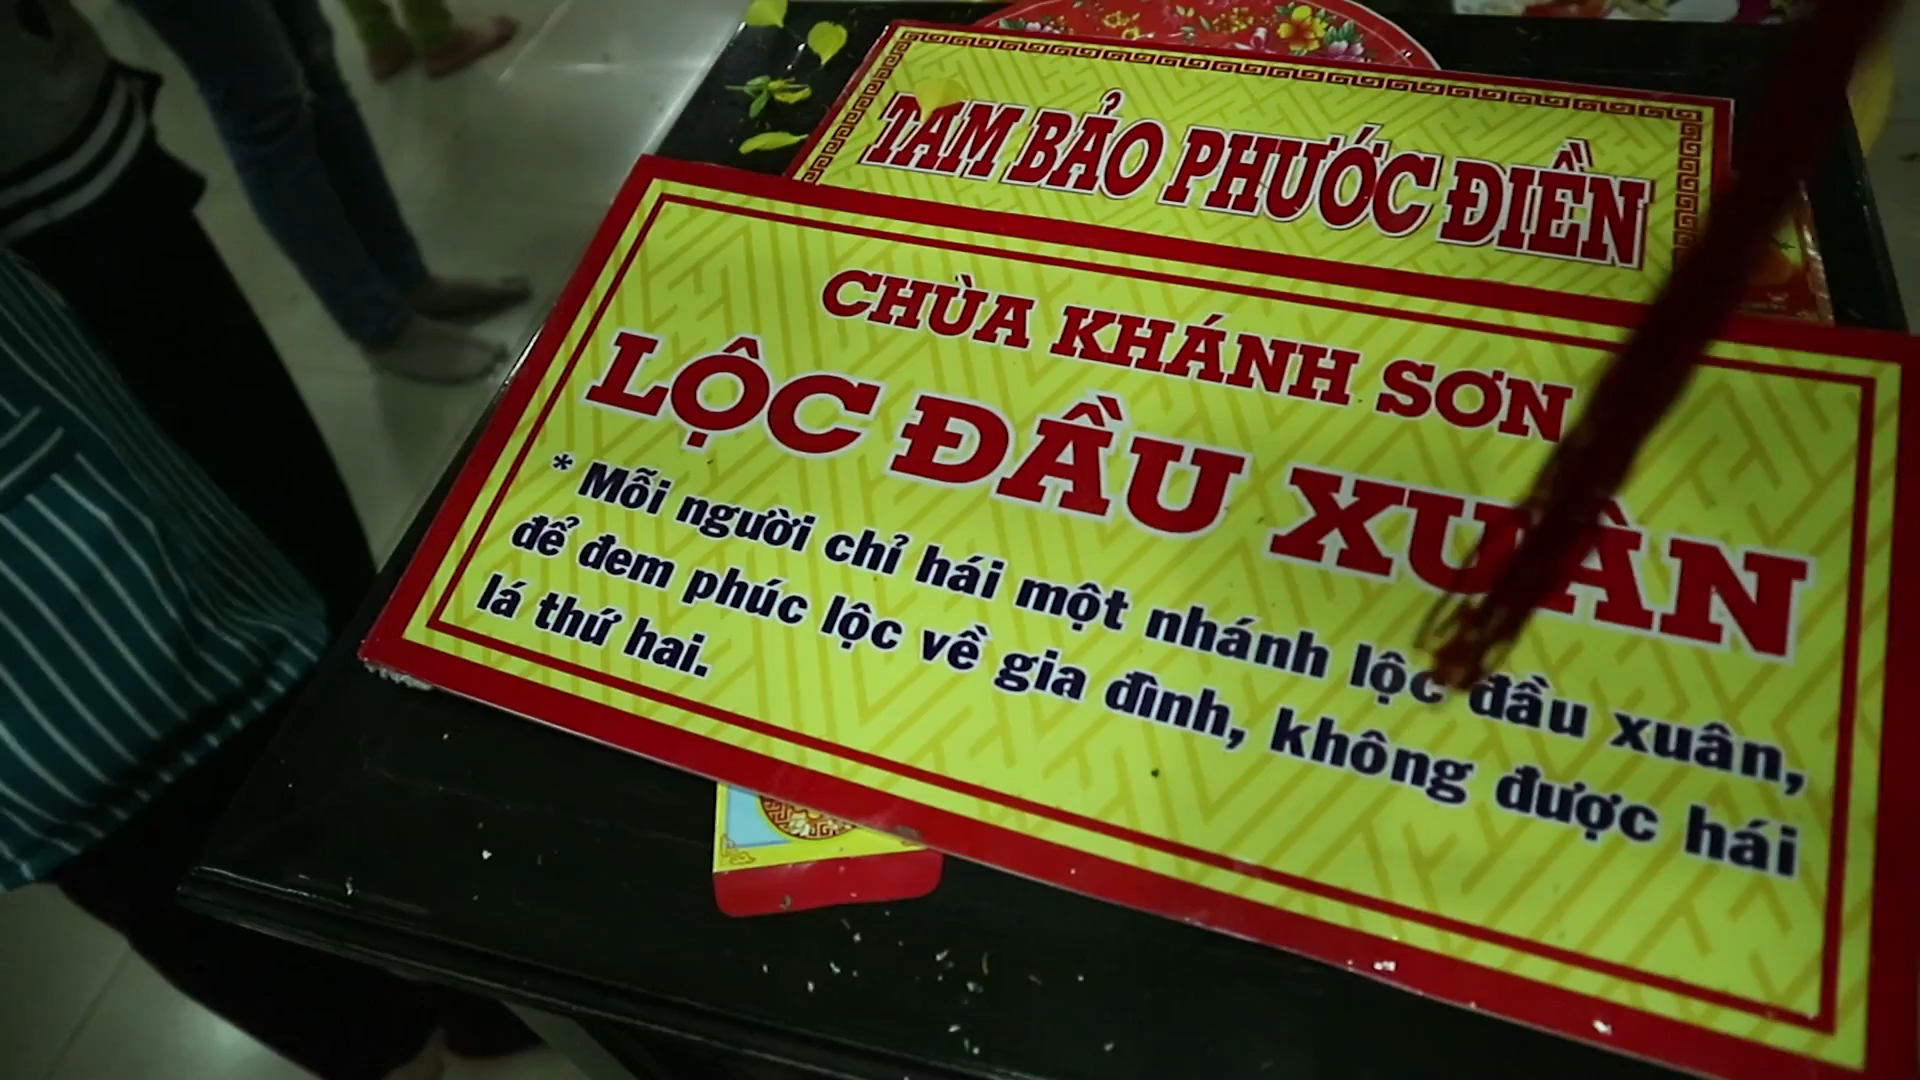 TAM BẢO PHƯỚC ĐIỀN
CHÙA KHÁNH SƠN
LỘC ĐẦU XUÂN
* Mỗi người chỉ hái một nhánh lộc đầu xuân,
để đem phúc lộc về gia đình, không được hái
lá thứ hai.